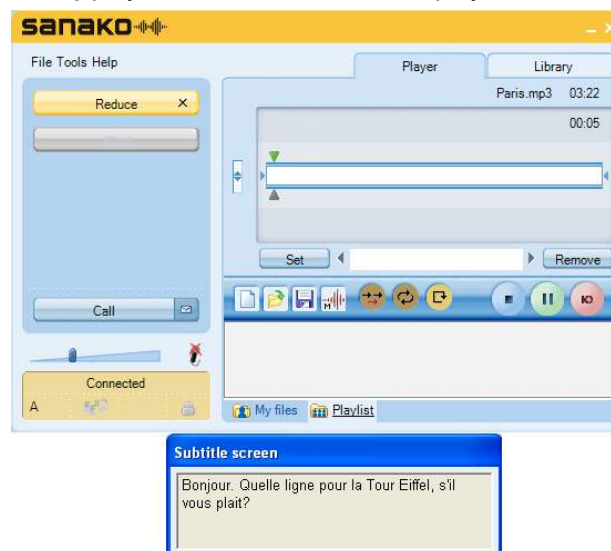 sanako
File Tools Help
Player
Library
Reduce
Paris.mp3 03:22
00:05
Set
Remove
Call
M
Connected
A
My files
Playlist
Subtitle screen
Bonjour. Quelle ligne pour la Tour Eiffel, s'il
vous plait?